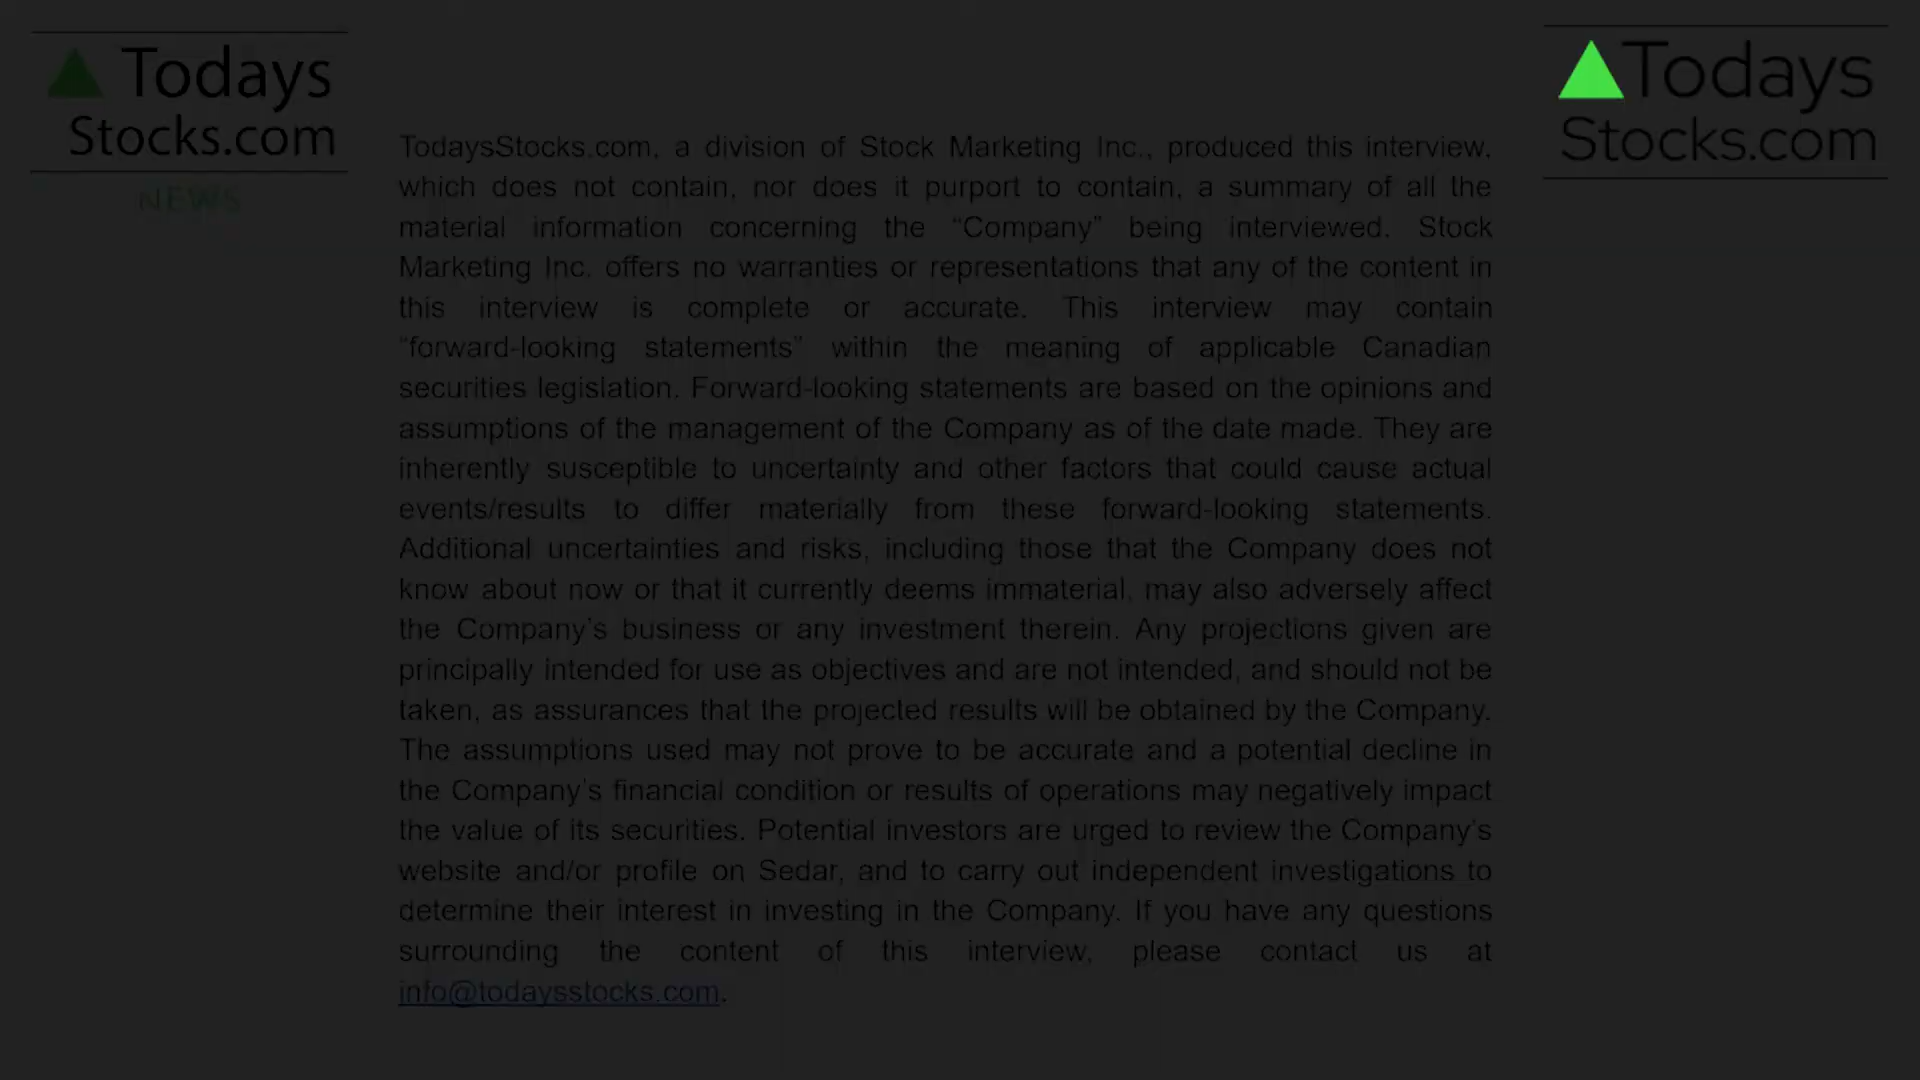 Todays
Stocks.com
NEWS
Todays
Stocks.com
TodaysStocks.com, a division of Stock Marketing Inc., produced this interview,
which does not contain, nor does it purport to contain, a summary of all the
material information concerning the “Company” being interviewed. Stock
Marketing Inc. offers no warranties or representations that any of the content in
this interview is complete or accurate. This interview may contain
“forward-looking statements” within the meaning of applicable Canadian
securities legislation. Forward-looking statements are based on the opinions and
assumptions of the management of the Company as of the date made. They are
inherently susceptible to uncertainty and other factors that could cause actual
events/results to differ materially from these forward-looking statements.
Additional uncertainties and risks, including those that the Company does not
know about now or that it currently deems immaterial, may also adversely affect
the Company’s business or any investment therein. Any projections given are
principally intended for use as objectives and are not intended, and should not be
taken, as assurances that the projected results will be obtained by the Company.
The assumptions used may not prove to be accurate and a potential decline in
the Company’s financial condition or results of operations may negatively impact
the value of its securities. Potential investors are urged to review the Company’s
website and/or profile on Sedar, and to carry out independent investigations to
determine their interest in investing in the Company. If you have any questions
surrounding the content of this interview, please contact us at
info@todaysstocks.com.